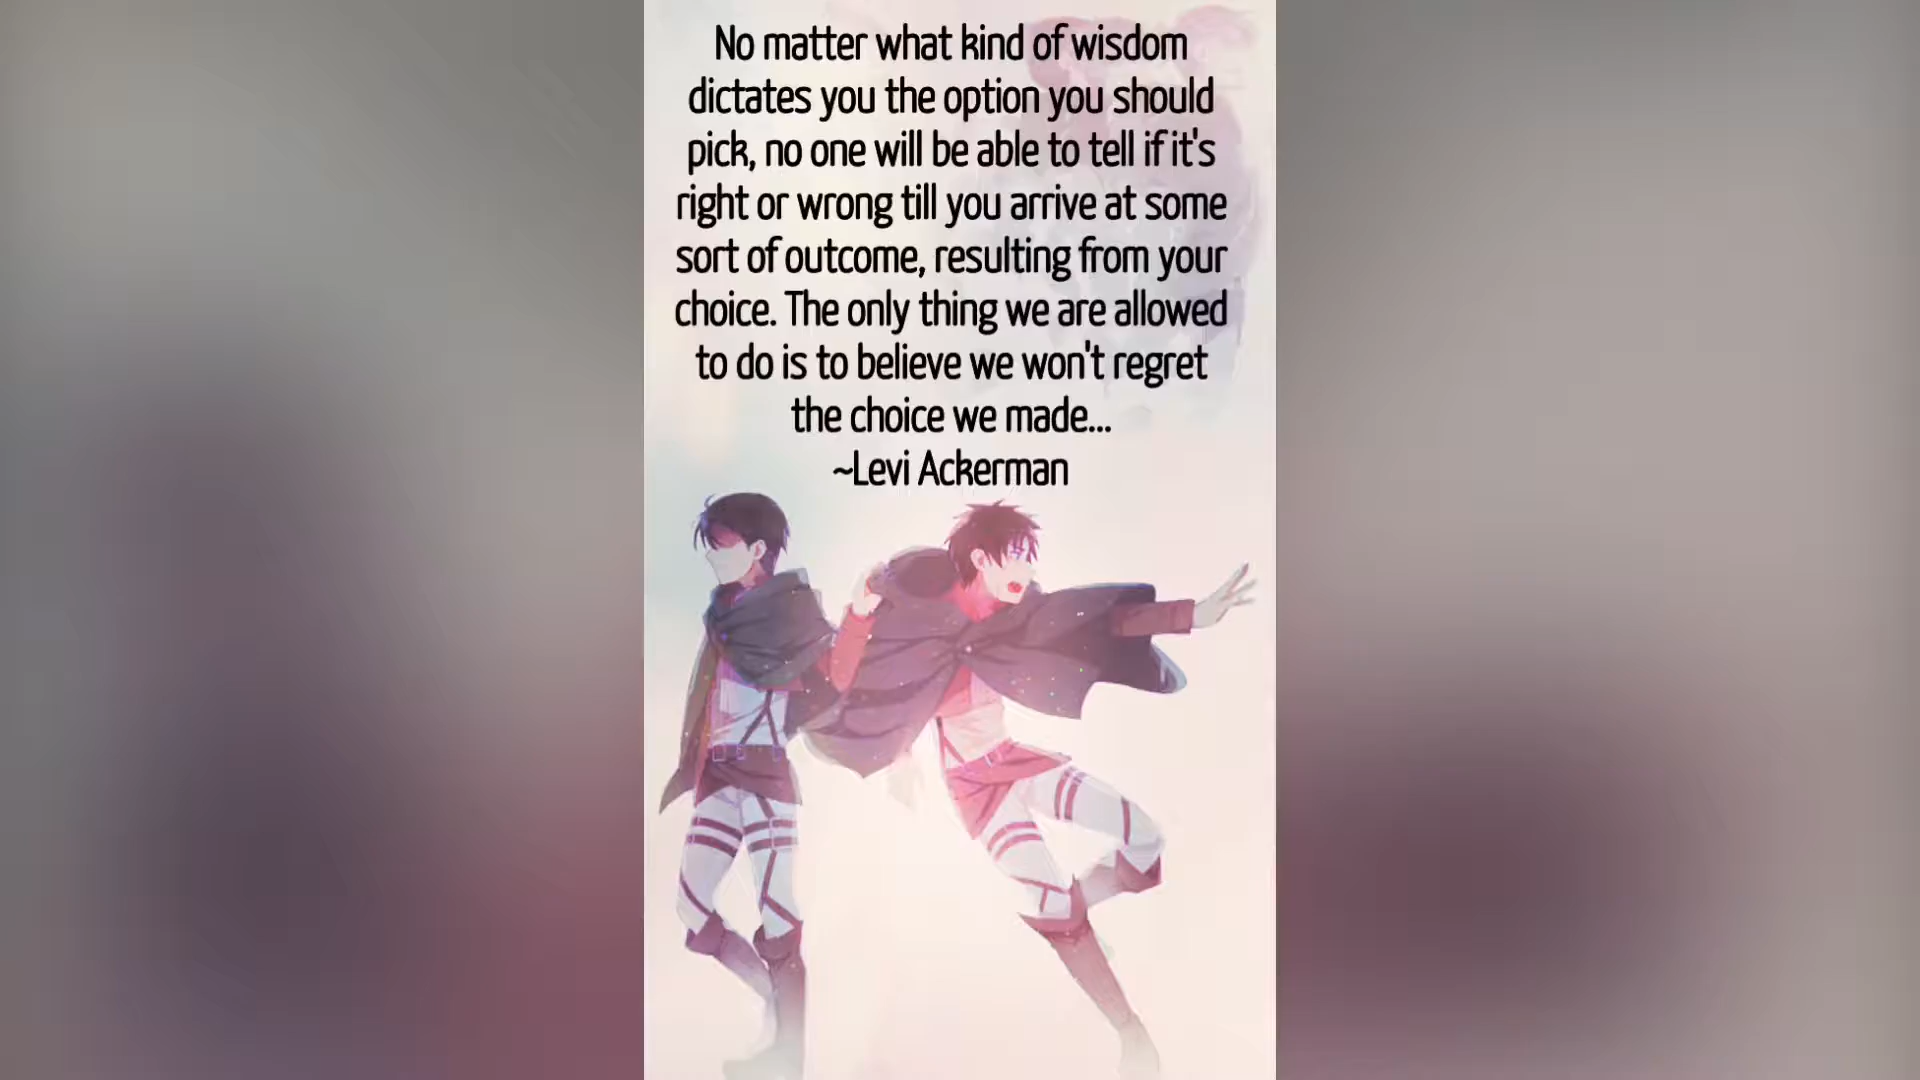 No matter what kind of wisdom
dictates you the option you should
pick, no one will be able to tell if it's
right or wrong till you arrive at some
sort of outcome, resulting from your
choice. The only thing we are allowed
to do is to believe we won't regret
the choice we made...
~Levi Ackerman